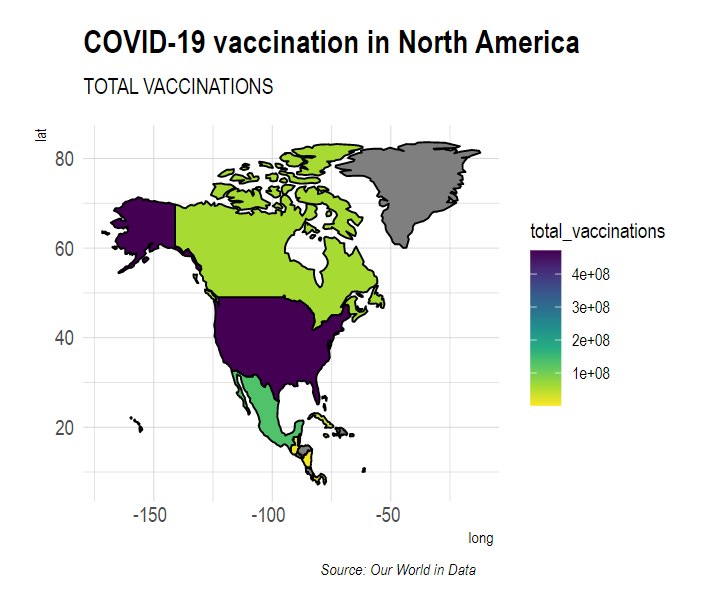 COVID-19 vaccination in North America
TOTAL VACCINATIONS
lat
80
60
40
20
-150
-100
-50
long
total_vaccinations
4e+08
3e+08
2e+08
1e+08
Source: Our World in Data